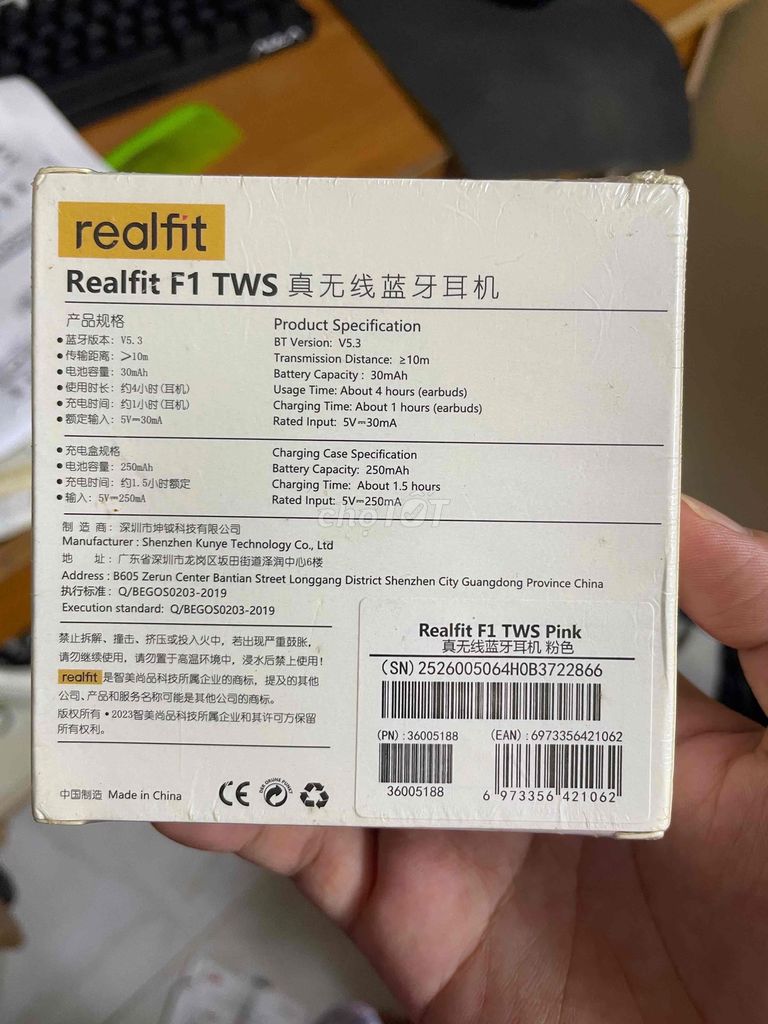 realfit
Realfit F1 TWS 真无线蓝牙耳机
产品规格
●蓝牙版本: V5.3
●传输距离: ＞10m
●电池容量: 30mAh
●使用时长: 约4小时(耳机)
●充电时间: 约1小时(耳机)
●额定输入: 5V⎓30mA
Product Specification
BT Version: V5.3
Transmission Distance: ≥10m
Battery Capacity : 30mAh
Usage Time: About 4 hours (earbuds)
Charging Time: About 1 hours (earbuds)
Rated Input: 5V⎓30mA
●充电盒规格
●电池容量: 250mAh
●充电时间: 约1.5小时额定
●输入: 5V⎓250mA
Charging Case Specification
Battery Capacity: 250mAh
Charging Time: About 1.5 hours
Rated Input: 5V⎓250mA
chợTỐT
制 造 商: 深圳市坤钺科技有限公司
Manufacturer : Shenzhen Kunye Technology Co., Ltd
地 址: 广东省深圳市龙岗区坂田街道泽润中心6楼
Address : B605 Zerun Center Bantian Street Longgang District Shenzhen City Guangdong Province China
执行标准: Q/BEGOS0203-2019
Execution standard: Q/BEGOS0203-2019
禁止拆解、撞击、挤压或投入火中，若出现严重鼓胀，
请勿继续使用，请勿置于高温环境中，浸水后禁上使用！
realfit 是智美尚品科技所属企业的商标，提及的其他
公司、产品和服务名称可能是其他公司的商标。
版权所有・2023智美尚品科技所属企业和其许可方保留
所有权利。
中国制造 Made in China
CE
DER GRÜNE PUNKT
Realfit F1 TWS Pink
真无线蓝牙耳机 粉色
(SN) 2526005064H0B3722866
(PN) :36005188
(EAN) :6973356421062
36005188
6 973356 421062